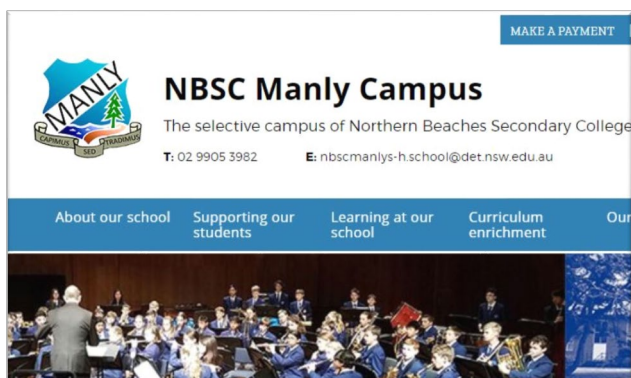 MAKE A PAYMENT
MANLY
CAPIMUS SED TRADIMUS
NBSC Manly Campus
The selective campus of Northern Beaches Secondary College
T: 02 9905 3982 E: nbscmanlys-h.school@det.nsw.edu.au
About our school Supporting our students Learning at our school Curriculum enrichment Our